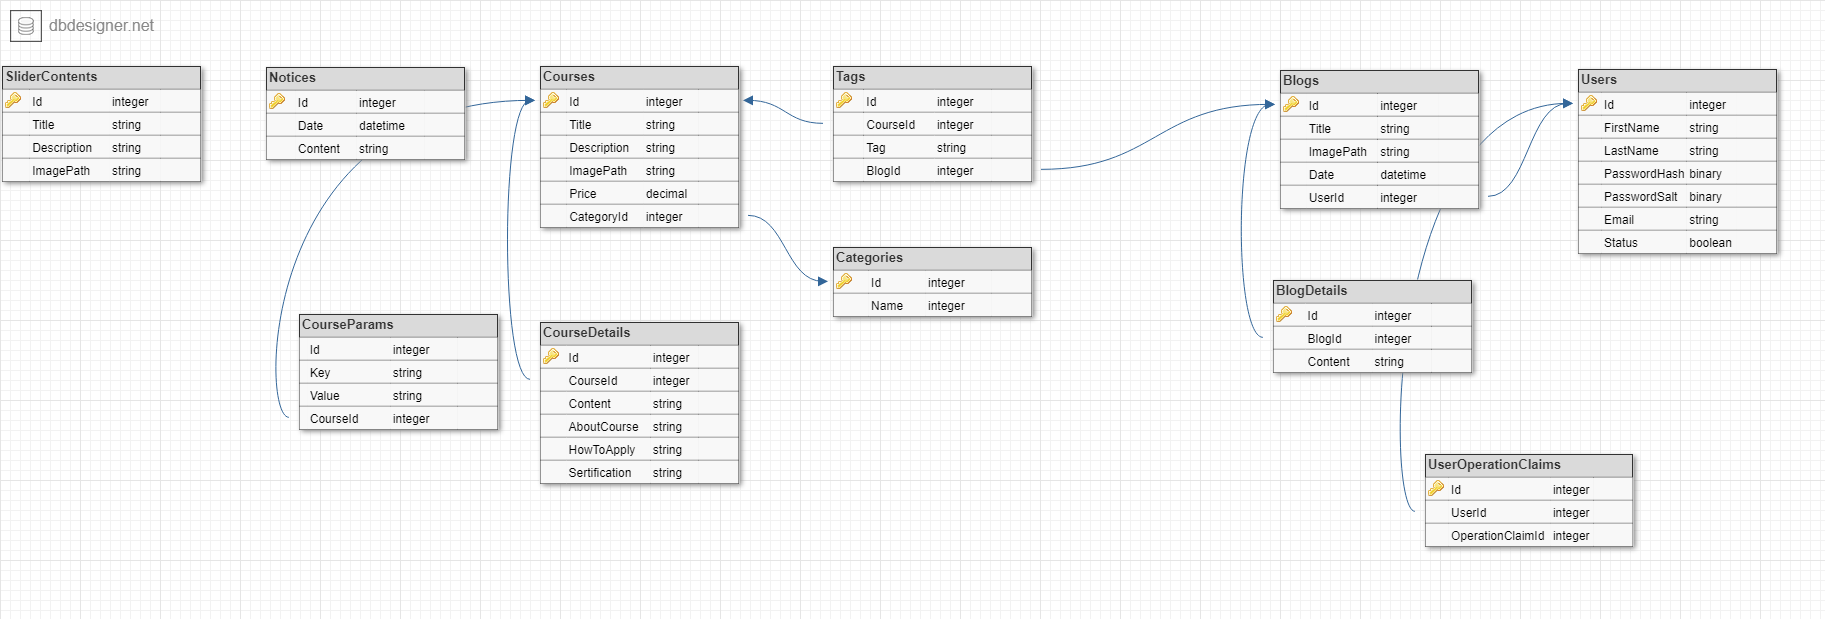 dbdesigner.net
SliderContents
Id integer
Title string
Description string
ImagePath string
Notices
Id integer
Date datetime
Content string
Courses
Id integer
Title string
Description string
ImagePath string
Price decimal
CategoryId integer
Tags
Id integer
CourseId integer
Tag string
BlogId integer
Blogs
Id integer
Title string
ImagePath string
Date datetime
UserId integer
Users
Id integer
FirstName string
LastName string
PasswordHash binary
PasswordSalt binary
Email string
Status boolean
Categories
Id integer
Name integer
CourseParams
Id integer
Key string
Value string
CourseId integer
CourseDetails
Id integer
CourseId integer
Content string
AboutCourse string
HowToApply string
Sertification string
BlogDetails
Id integer
BlogId integer
Content string
UserOperationClaims
Id integer
UserId integer
OperationClaimId integer